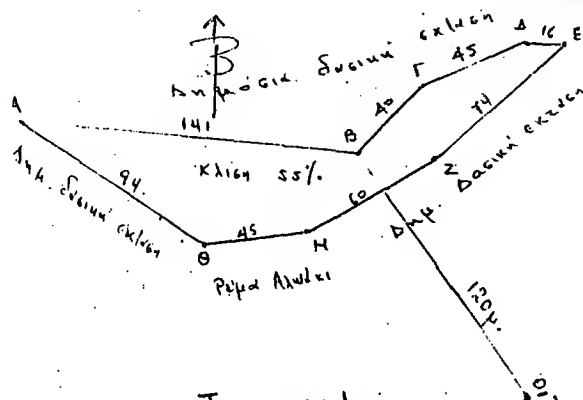 Β
Δημόσια δασική έκταση
Α
141
Β
40
Γ
45
Δ
16
Ε
74
Ζ
60
Η
45
Θ
94
Κλίση 55%
Δημ. δασική έκταση
Δημ. Δασική έκταση
Ρέμα Αλωνάκι
120μ.